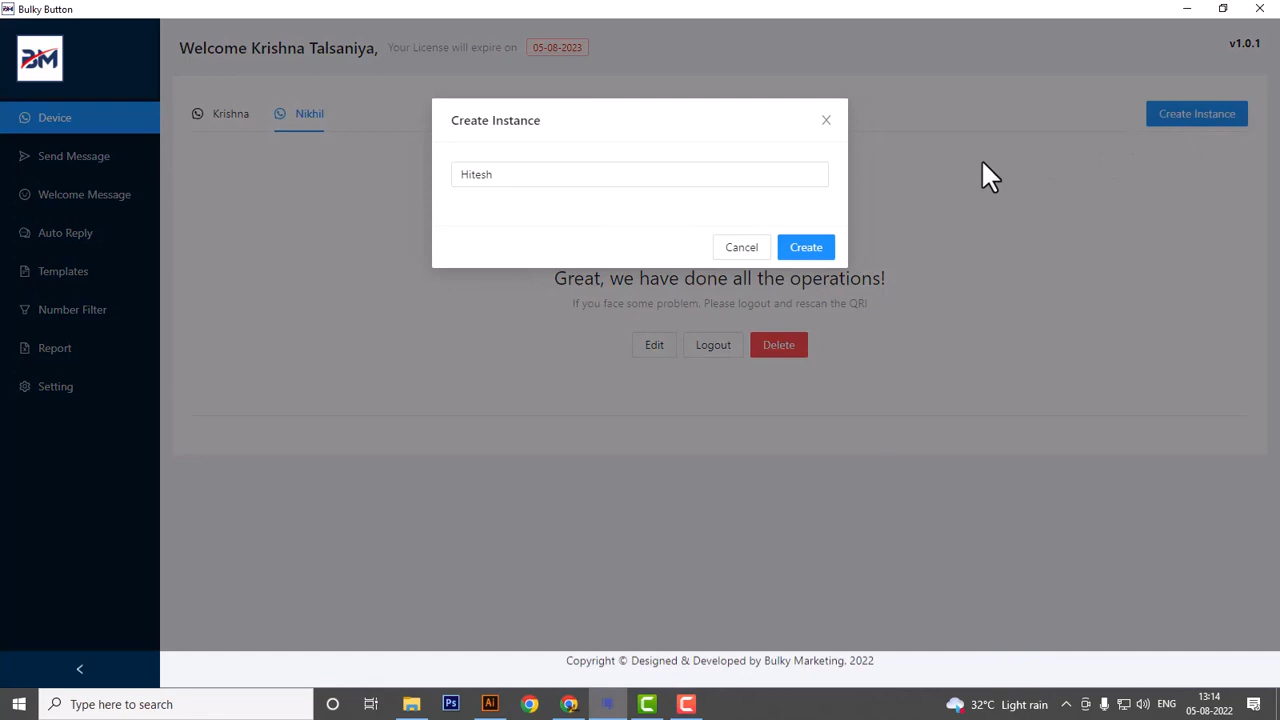 Bulky Button
BM
Welcome Krishna Talsaniya, Your License will expire on 05-08-2023
v1.0.1
Device
Send Message
Welcome Message
Auto Reply
Templates
Number Filter
Report
Setting
Krishna Nikhil
Create Instance
Create Instance
Hitesh
Cancel Create
Great, we have done all the operations!
If you face some problem, Please logout and rescan the QR!
Edit Logout Delete
Copyright © Designed & Developed by Bulky Marketing. 2022
Type here to search
Ps
Ai
32°C Light rain
ENG
13:14
05-08-2022